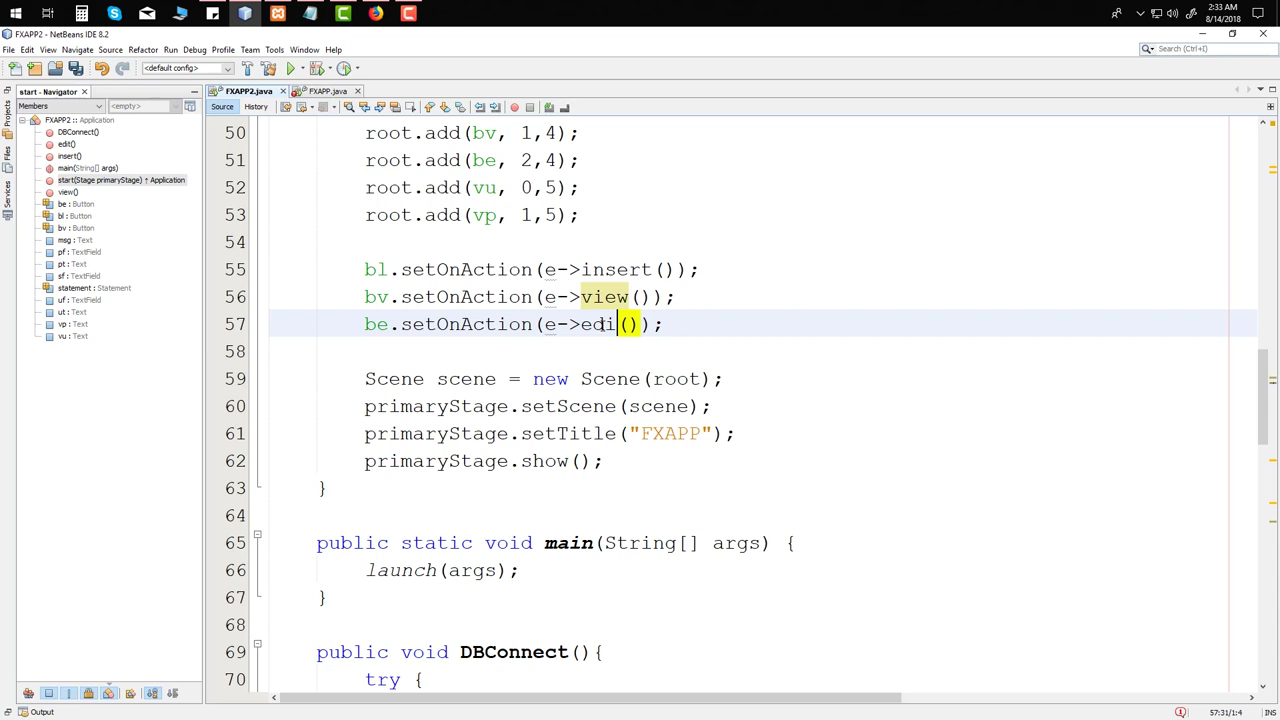 2:33 AM
8/14/2018
FXAPP2 - NetBeans IDE 8.2
File Edit View Navigate Source Refactor Run Debug Profile Team Tools Window Help
Search (Ctrl+I)
<default config>
start - Navigator
FXAPP2.java FXAPP.java
Members <empty>
Source History
Projects
Files
Services
FXAPP2 :: Application
DBConnect()
edit()
insert()
main(String[] args)
start(Stage primaryStage) ↑ Application
view()
be : Button
bl : Button
bv : Button
msg : Text
pf : TextField
pt : Text
sf : TextField
statement : Statement
uf : TextField
ut : Text
vp : Text
vu : Text
50 root.add(bv, 1,4);
51 root.add(be, 2,4);
52 root.add(vu, 0,5);
53 root.add(vp, 1,5);
54
55 bl.setOnAction(e->insert());
56 bv.setOnAction(e->view());
57 be.setOnAction(e->edi());
58
59 Scene scene = new Scene(root);
60 primaryStage.setScene(scene);
61 primaryStage.setTitle("FXAPP");
62 primaryStage.show();
63 }
64
65 public static void main(String[] args) {
66 launch(args);
67 }
68
69 public void DBConnect(){
70 try {
Output
57:31/1:4 INS